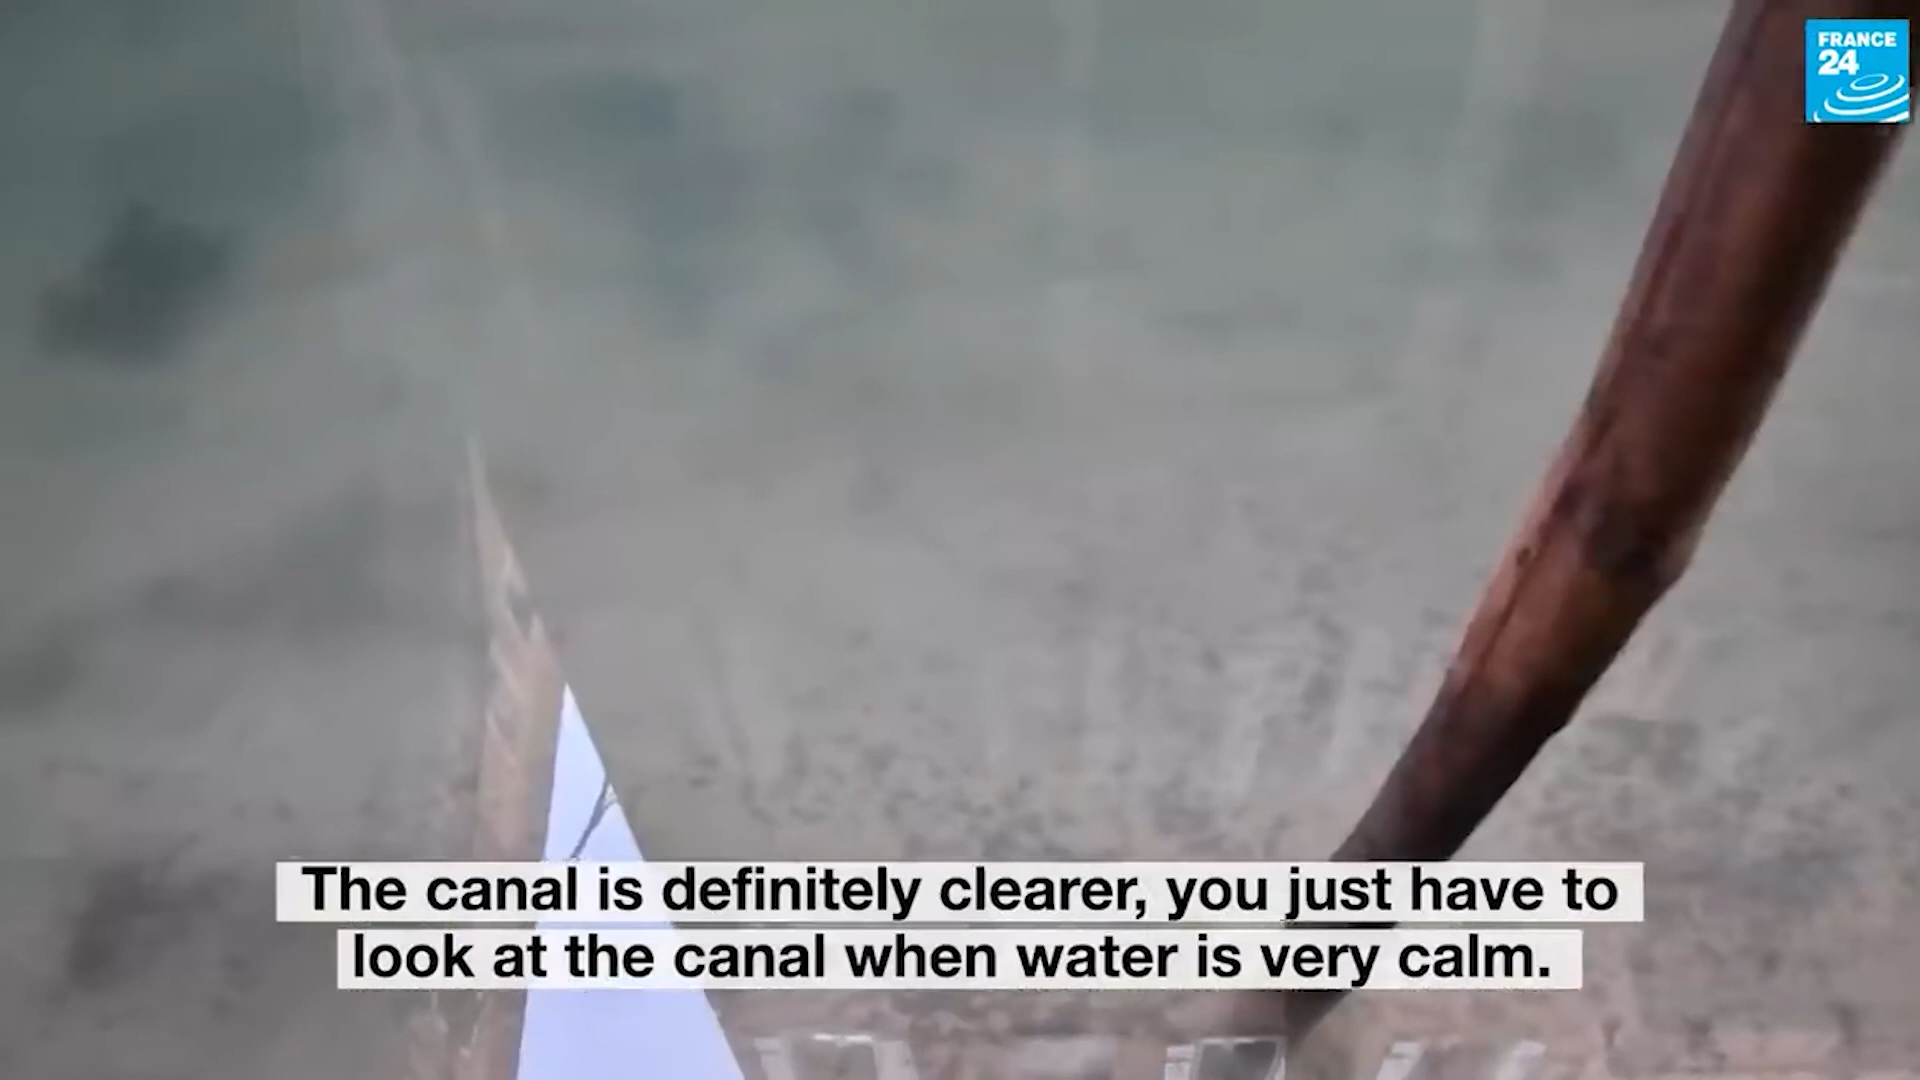 FRANCE
24
The canal is definitely clearer, you just have to
look at the canal when water is very calm.